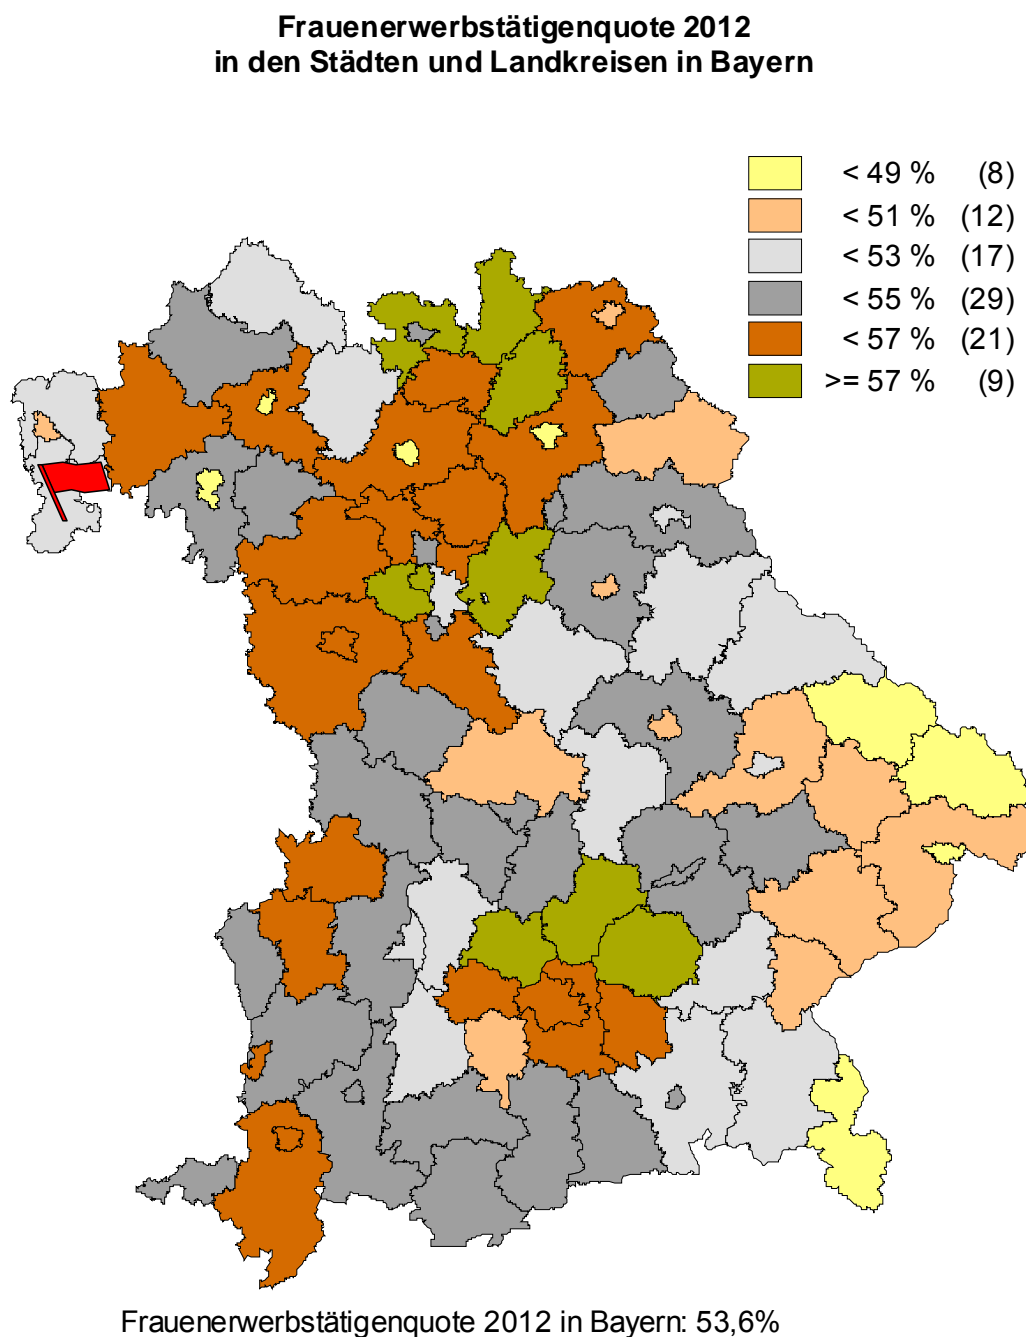 Frauenerwerbstätigenquote 2012
in den Städten und Landkreisen in Bayern
< 49 % (8)
< 51 % (12)
< 53 % (17)
< 55 % (29)
< 57 % (21)
>= 57 % (9)
Frauenerwerbstätigenquote 2012 in Bayern: 53,6%